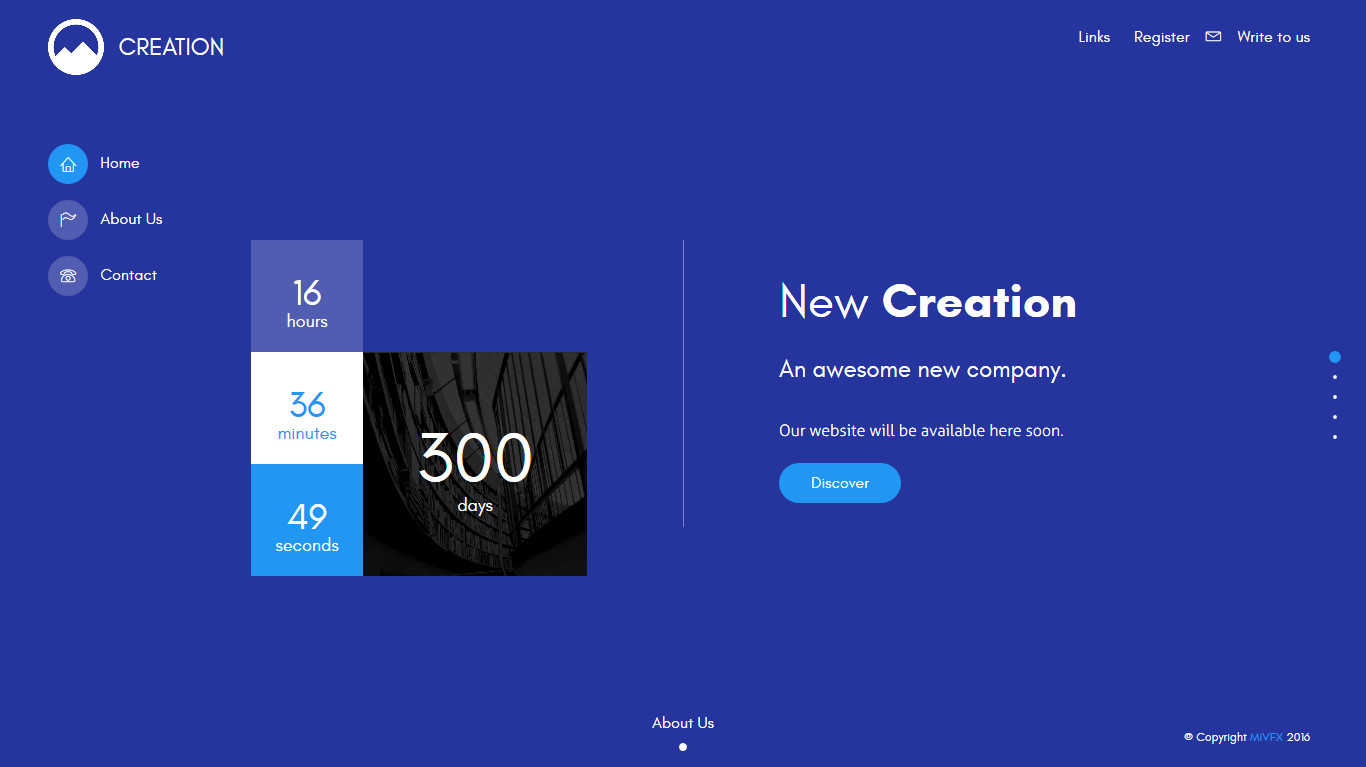 CREATION
Links Register Write to us
Home
About Us
Contact
16
hours
36
minutes
49
seconds
300
days
New Creation
An awesome new company.
Our website will be available here soon.
Discover
About Us
© Copyright MIVFX 2016